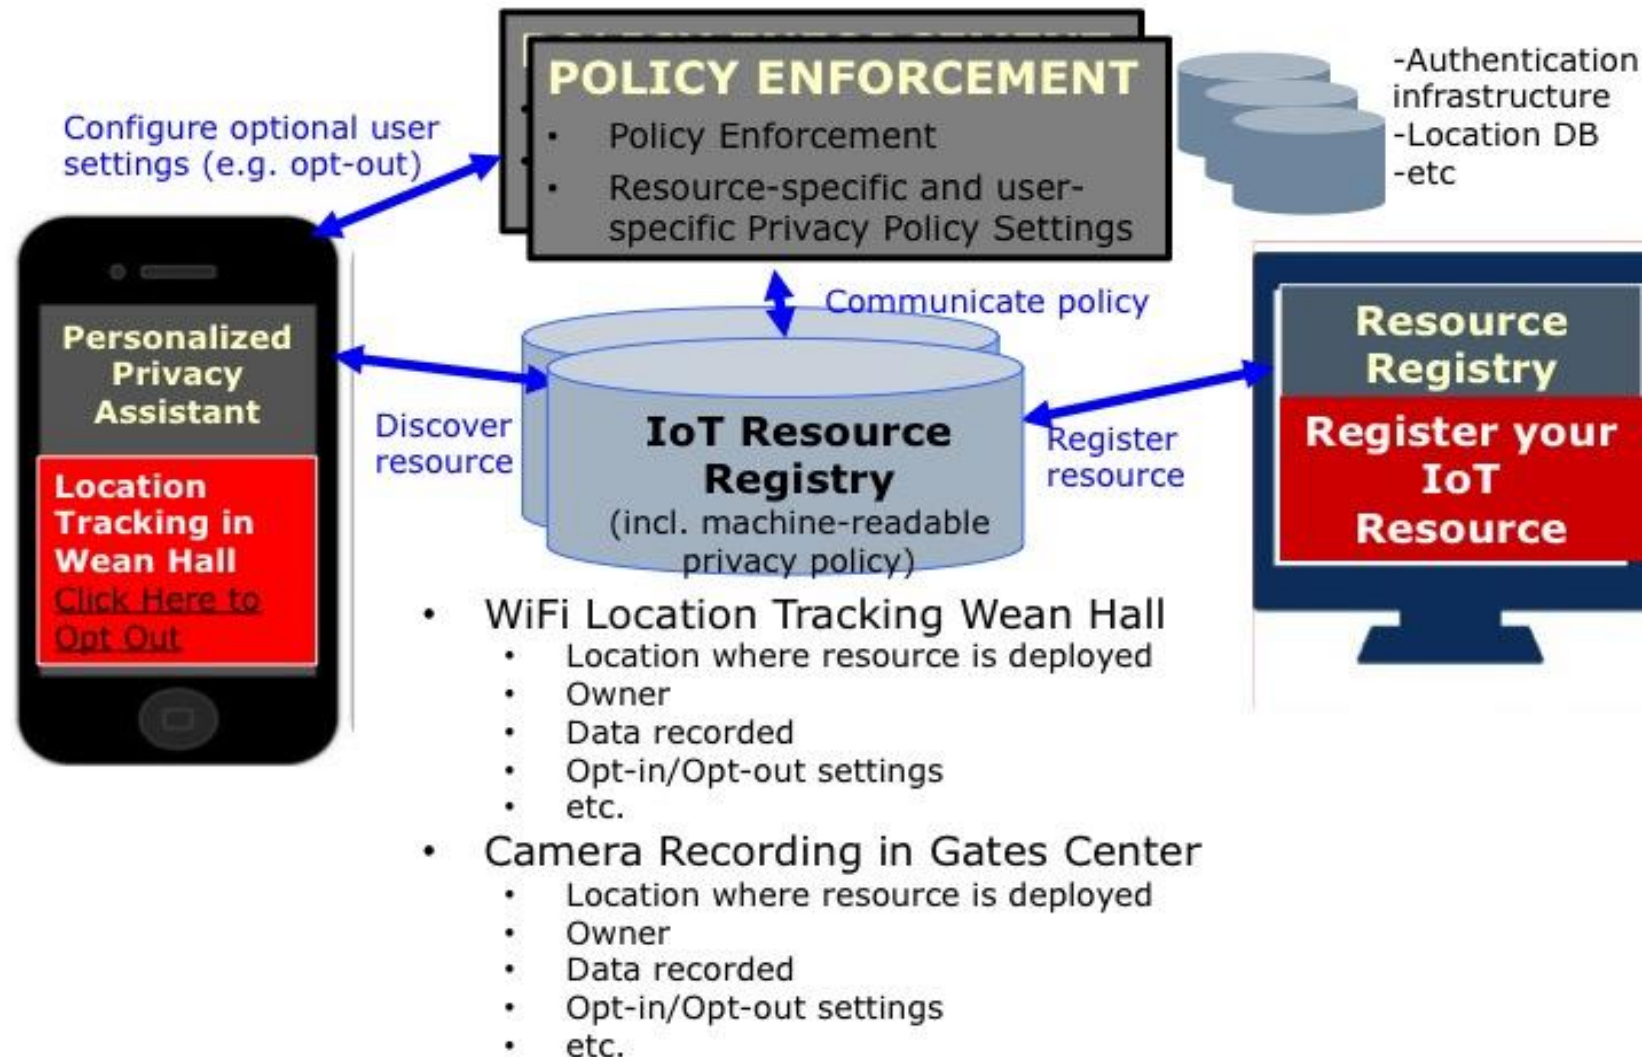 POLICY ENFORCEMENT
• Policy Enforcement
• Resource-specific and user-
specific Privacy Policy Settings
-Authentication
infrastructure
-Location DB
-etc
Configure optional user
settings (e.g. opt-out)
Communicate policy
Personalized
Privacy
Assistant
Location
Tracking in
Wean Hall
Click Here to
Opt Out
Discover
resource
IoT Resource
Registry
(incl. machine-readable
privacy policy)
Register
resource
Resource
Registry
Register your
IoT
Resource
• WiFi Location Tracking Wean Hall
• Location where resource is deployed
• Owner
• Data recorded
• Opt-in/Opt-out settings
• etc.
• Camera Recording in Gates Center
• Location where resource is deployed
• Owner
• Data recorded
• Opt-in/Opt-out settings
• etc.